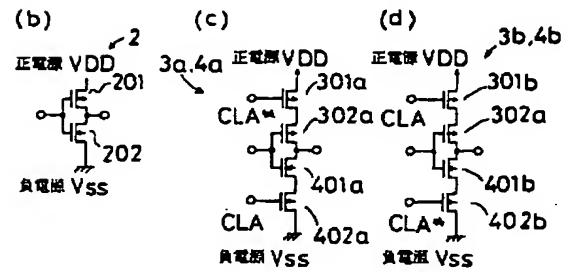 (b)
2
正電源 VDD
201
202
負電源 VSS
(c)
3a,4a
正電源 VDD
301a
CLA*
302a
401a
CLA
402a
負電源 VSS
(d)
3b,4b
正電源 VDD
301b
CLA
302a
401b
CLA*
402b
負電源 VSS